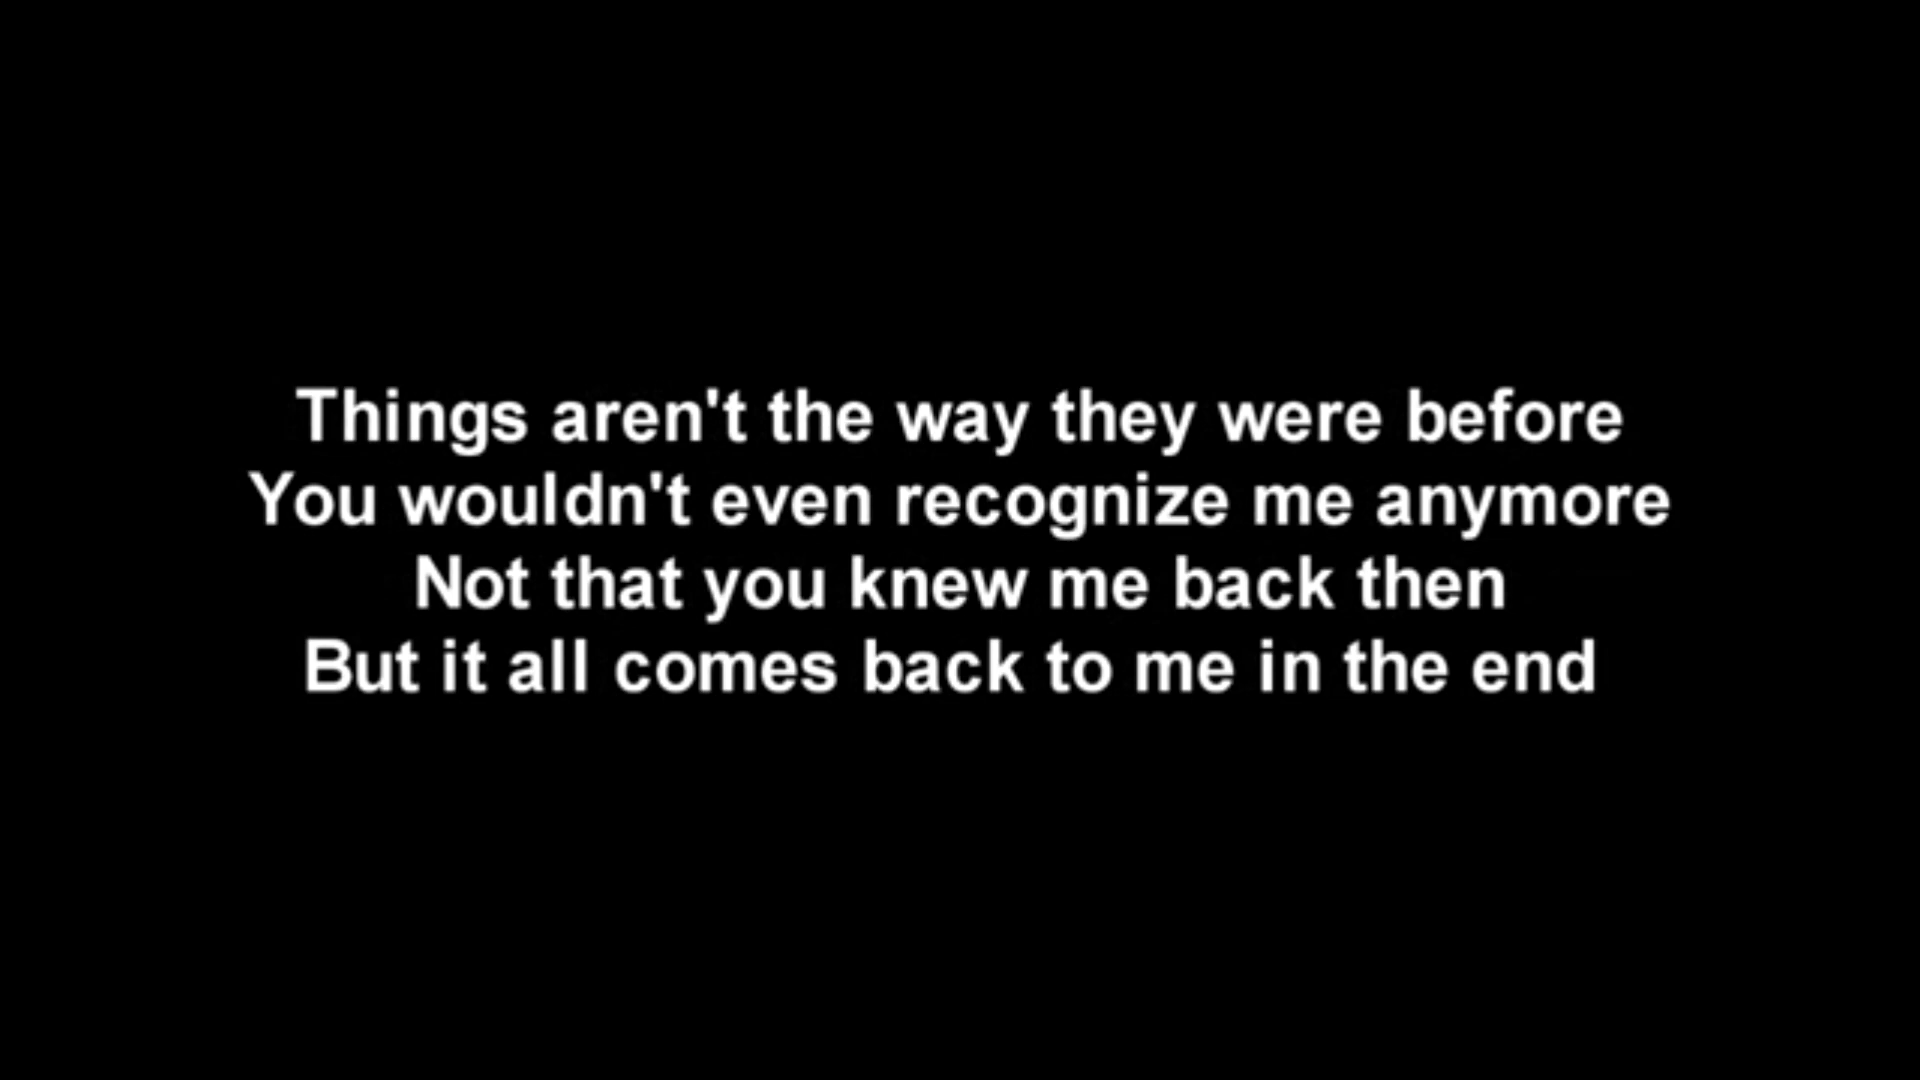 Things aren't the way they were before
You wouldn't even recognize me anymore
Not that you knew me back then
But it all comes back to me in the end